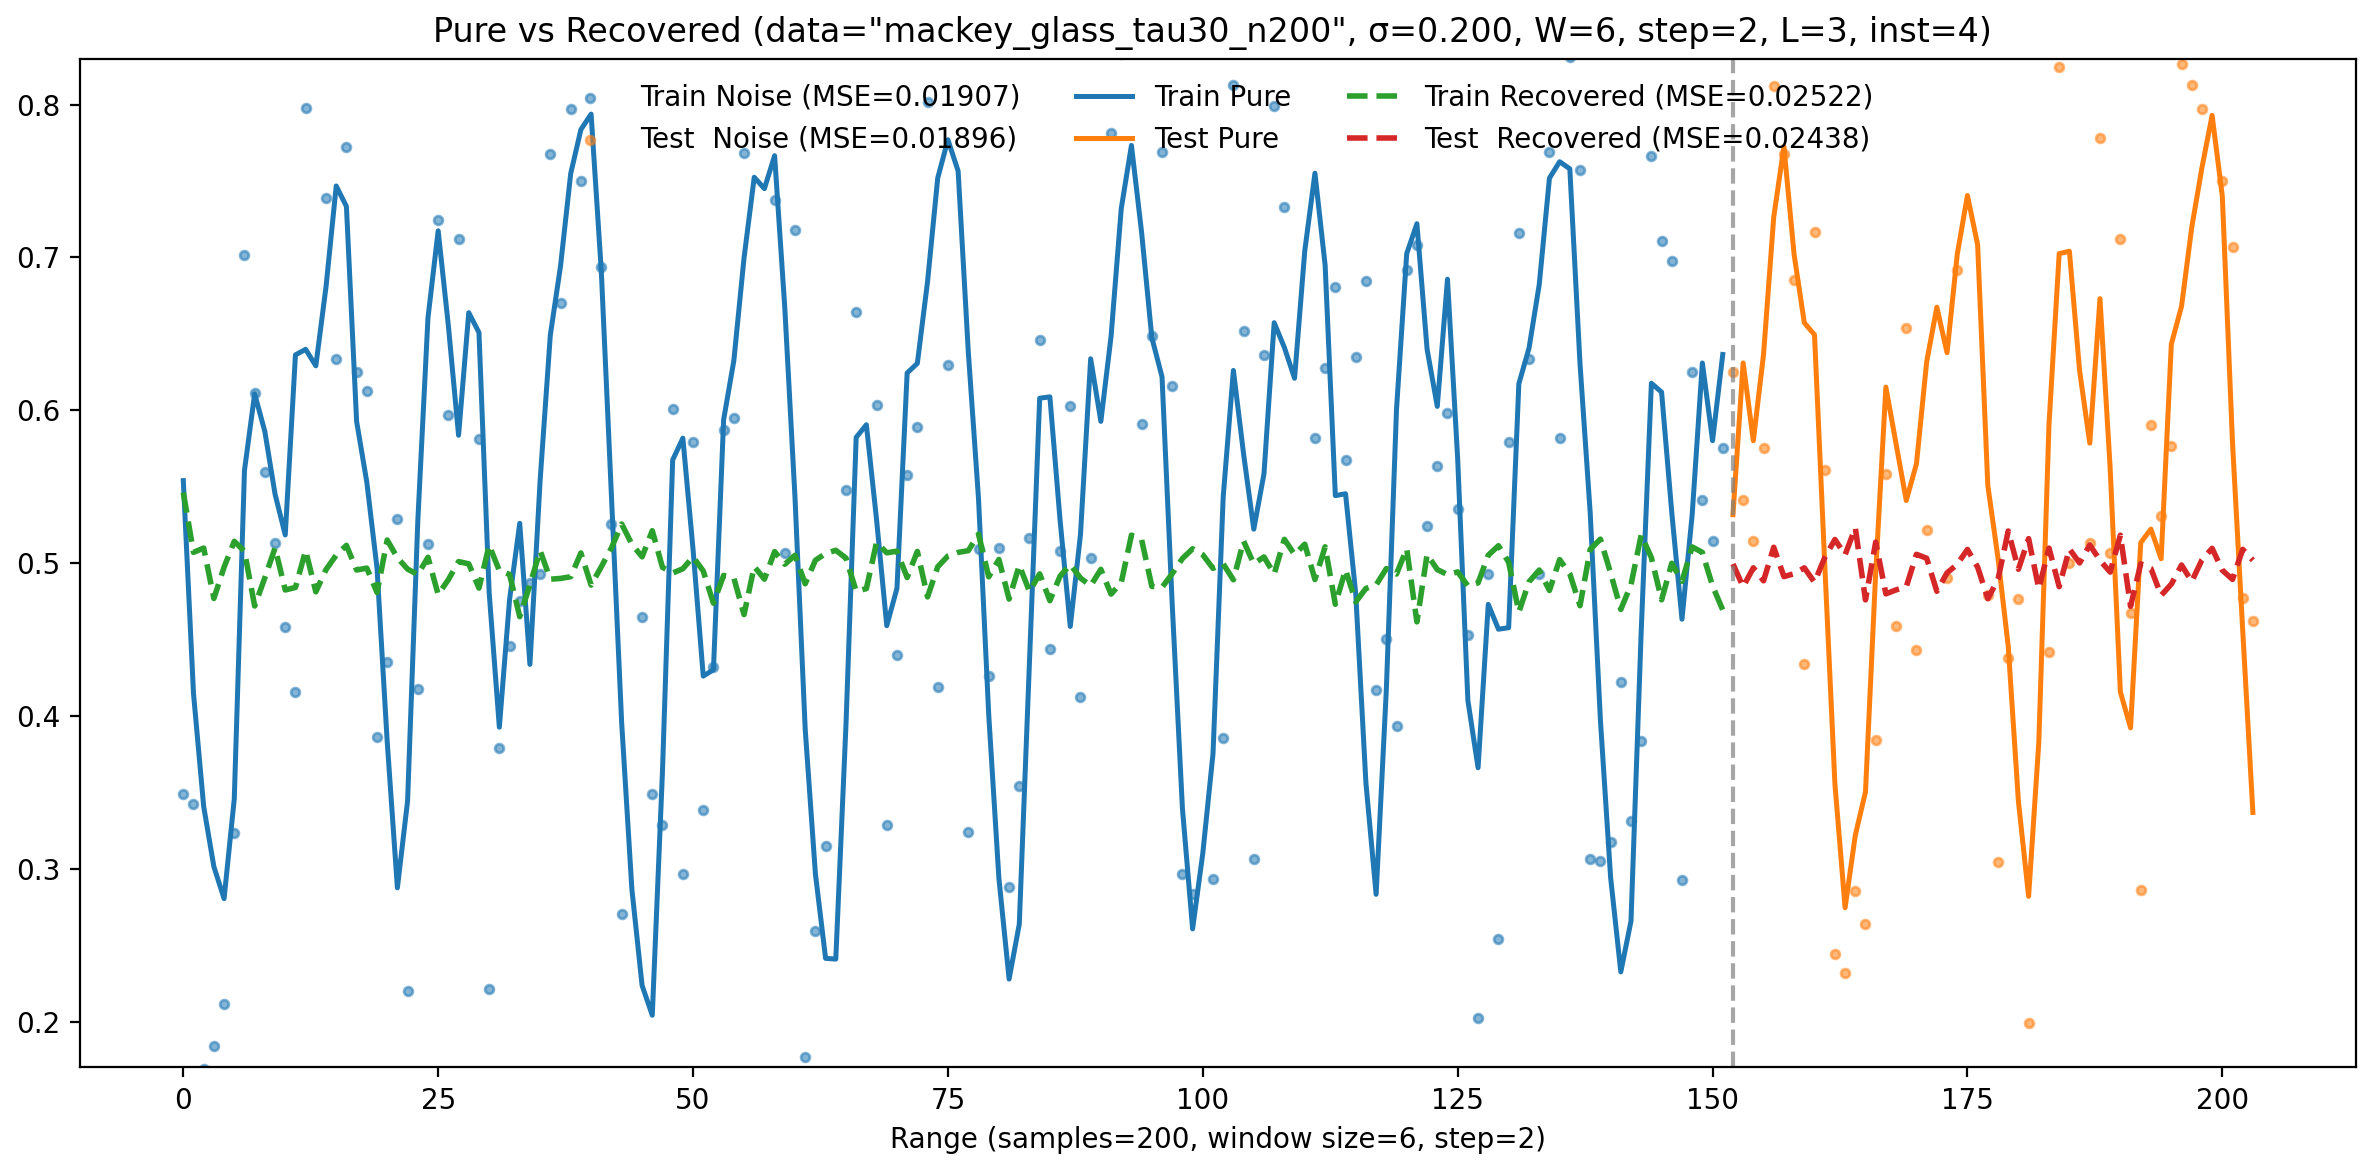 Pure vs Recovered (data="mackey_glass_tau30_n200", σ=0.200, W=6, step=2, L=3, inst=4)
Train Noise (MSE=0.01907) Train Pure Train Recovered (MSE=0.02522)
Test  Noise (MSE=0.01896) Test Pure Test  Recovered (MSE=0.02438)
0.8
0.7
0.6
0.5
0.4
0.3
0.2
0 25 50 75 100 125 150 175 200
Range (samples=200, window size=6, step=2)